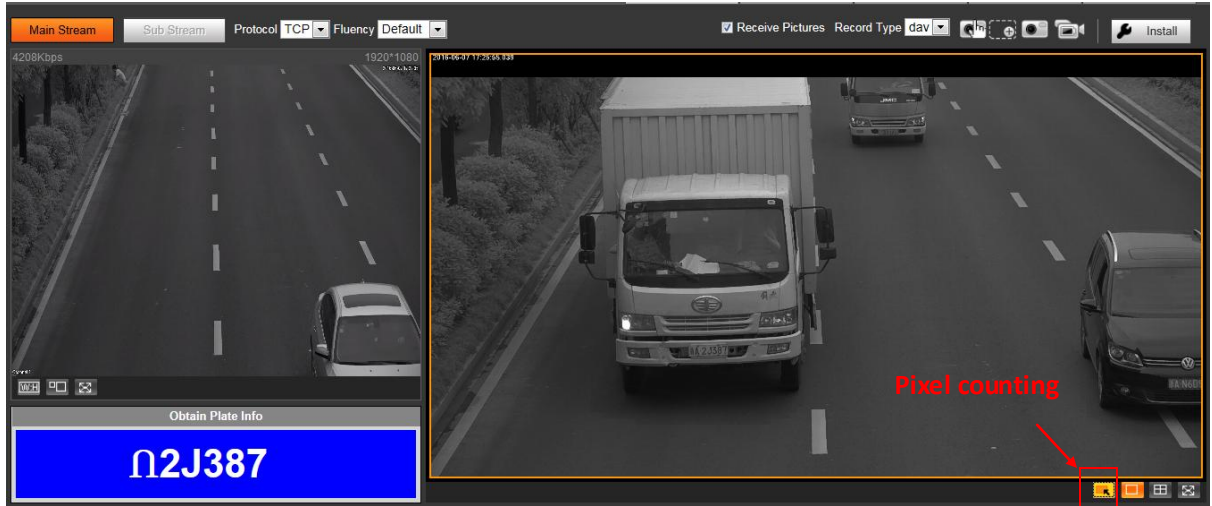 Main Stream Sub Stream Protocol TCP Fluency Default Receive Pictures Record Type dav Install
4208Kbps 1920*1080
W:H
Obtain Plate Info
2J387
Pixel counting